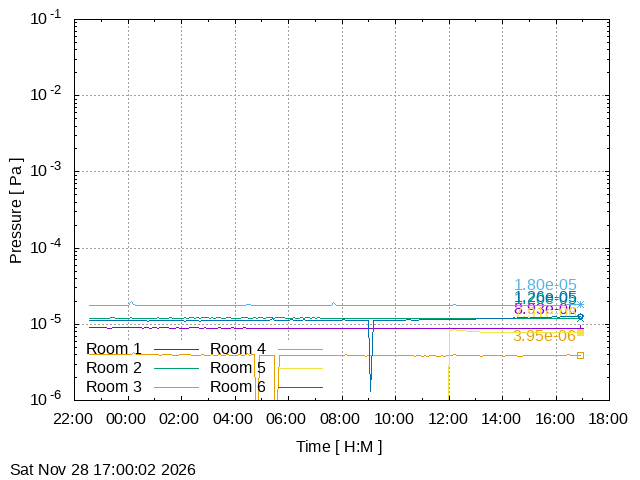 10^-1
10^-2
10^-3
10^-4
10^-5
10^-6
Pressure [ Pa ]
1.80e-05
1.20e-05
3.95e-06
Room 1 Room 4
Room 2 Room 5
Room 3 Room 6
22:00 00:00 02:00 04:00 06:00 08:00 10:00 12:00 14:00 16:00 18:00
Time [ H:M ]
Sat Nov 28 17:00:02 2026